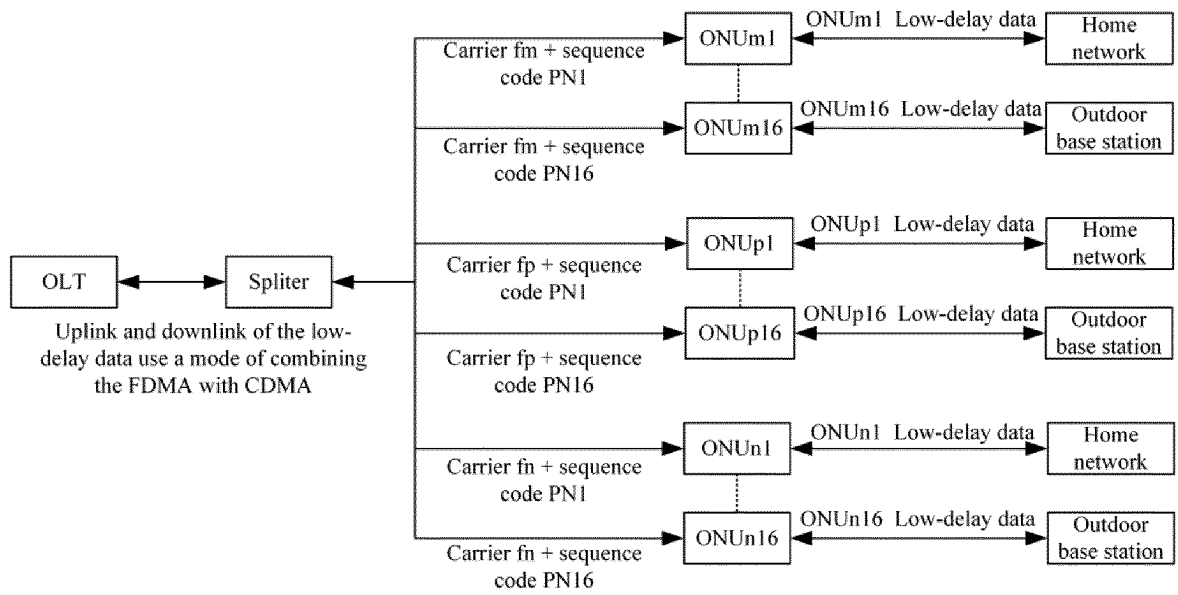 OLT
Spliter
Uplink and downlink of the low-
delay data use a mode of combining
the FDMA with CDMA
Carrier fm + sequence
code PN1
ONUm1
ONUm1 Low-delay data
Home
network
Carrier fm + sequence
code PN16
ONUm16
ONUm16 Low-delay data
Outdoor
base station
Carrier fp + sequence
code PN1
ONUp1
ONUp1 Low-delay data
Home
network
Carrier fp + sequence
code PN16
ONUp16
ONUp16 Low-delay data
Outdoor
base station
Carrier fn + sequence
code PN1
ONUn1
ONUn1 Low-delay data
Home
network
Carrier fn + sequence
code PN16
ONUn16
ONUn16 Low-delay data
Outdoor
base station